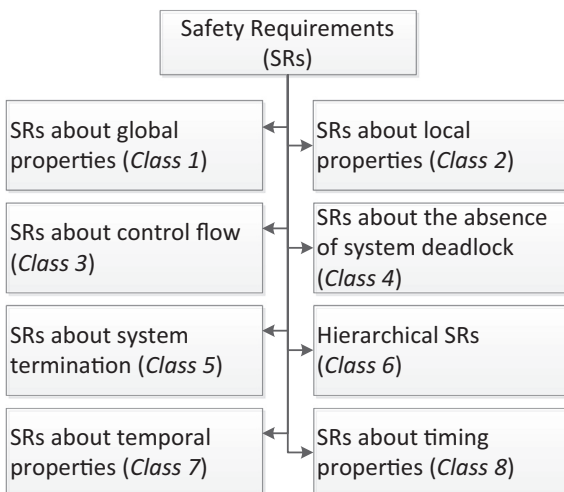 Safety Requirements
(SRs)
SRs about global
properties (Class 1)
SRs about local
properties (Class 2)
SRs about control flow
(Class 3)
SRs about the absence
of system deadlock
(Class 4)
SRs about system
termination (Class 5)
Hierarchical SRs
(Class 6)
SRs about temporal
properties (Class 7)
SRs about timing
properties (Class 8)